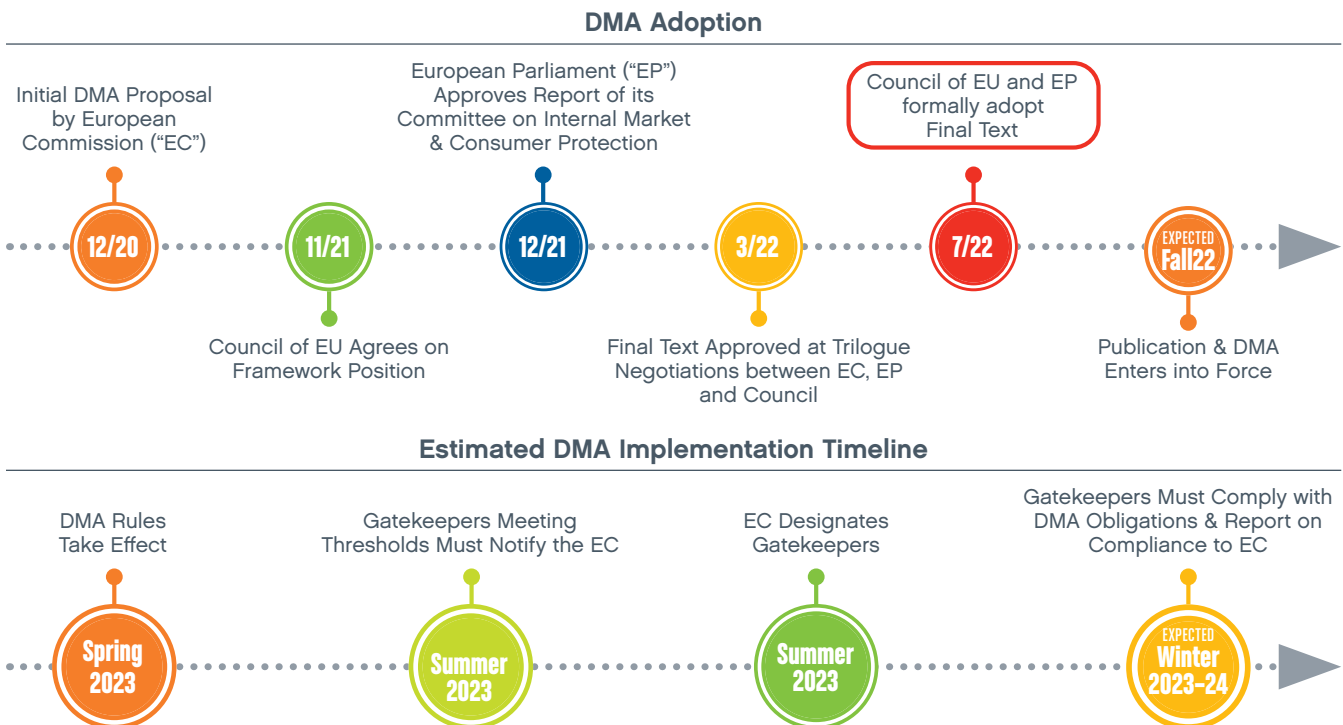 DMA Adoption
Initial DMA Proposal
by European
Commission (“EC”)
European Parliament (“EP”)
Approves Report of its
Committee on Internal Market
& Consumer Protection
Council of EU and EP
formally adopt
Final Text
12/20
11/21
12/21
3/22
7/22
EXPECTED
Fall22
Council of EU Agrees on
Framework Position
Final Text Approved at Trilogue
Negotiations between EC, EP
and Council
Publication & DMA
Enters into Force
Estimated DMA Implementation Timeline
DMA Rules
Take Effect
Gatekeepers Meeting
Thresholds Must Notify the EC
EC Designates
Gatekeepers
Gatekeepers Must Comply with
DMA Obligations & Report on
Compliance to EC
Spring
2023
Summer
2023
Summer
2023
EXPECTED
Winter
2023–24